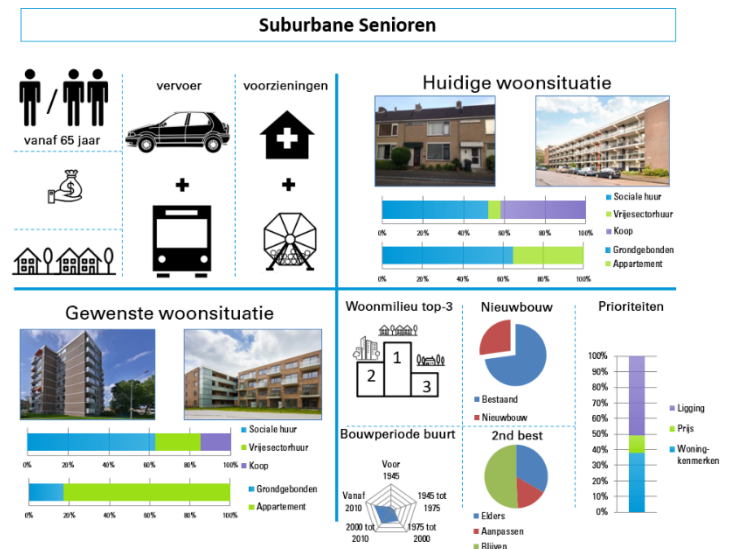 Suburbane Senioren
vanaf 65 jaar
vervoer
voorzieningen
Huidige woonsituatie
Sociale huur
Vrijesectorhuur
Koop
0% 20% 40% 60% 80% 100%
Grondgebonden
Appartement
0% 20% 40% 60% 80% 100%
Gewenste woonsituatie
Sociale huur
Vrijesectorhuur
Koop
0% 20% 40% 60% 80% 100%
Grondgebonden
Appartement
0% 20% 40% 60% 80% 100%
Woonmilieu top-3
1
2
3
Nieuwbouw
Bestaand
Nieuwbouw
Prioriteiten
100%
90%
80%
70%
60%
50%
40%
30%
20%
10%
0%
Ligging
Prijs
Woning-
kenmerken
Bouwperiode buurt
Voor
1945
1945 tot
1975
1975 tot
2000
2000 tot
2010
Vanaf
2010
2nd best
Elders
Aanpassen
Blijven